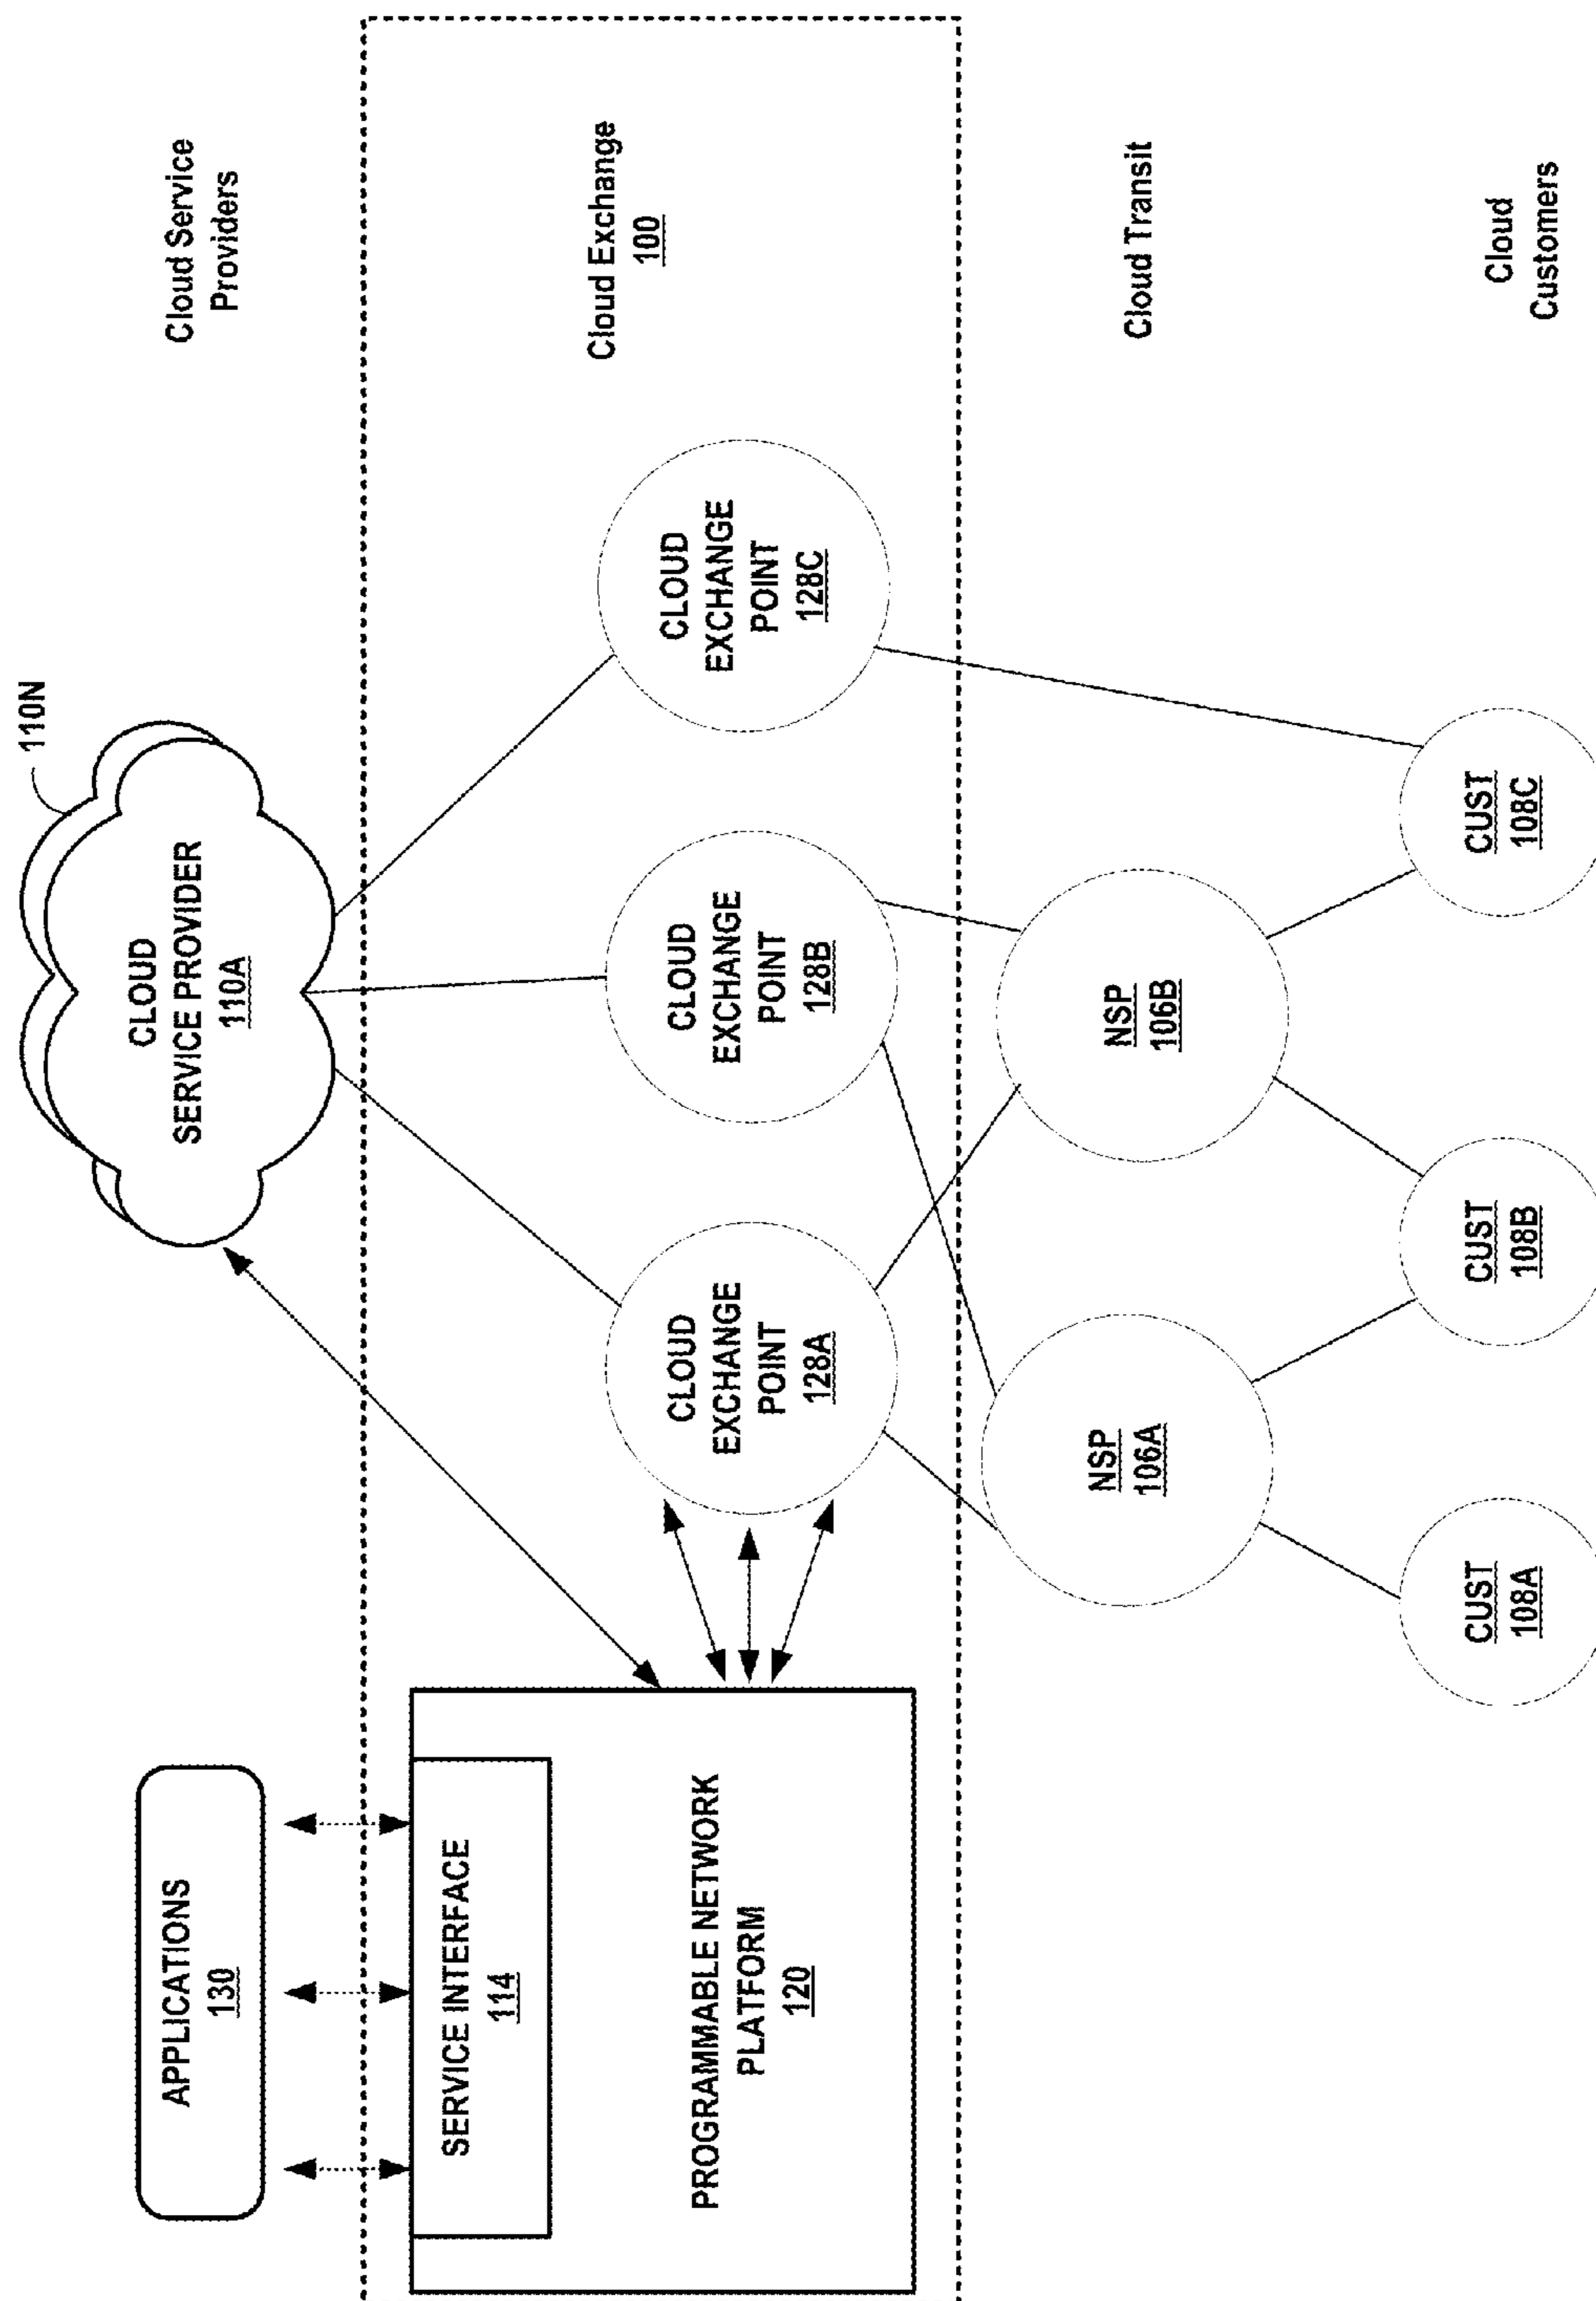 APPLICATIONS
130
SERVICE INTERFACE
114
PROGRAMMABLE NETWORK
PLATFORM
120
110N
CLOUD
SERVICE PROVIDER
110A
Cloud Service
Providers
CLOUD
EXCHANGE
POINT
128A
CLOUD
EXCHANGE
POINT
128B
CLOUD
EXCHANGE
POINT
128C
Cloud Exchange
100
NSP
106A
NSP
106B
Cloud Transit
CUST
108A
CUST
108B
CUST
108C
Cloud
Customers